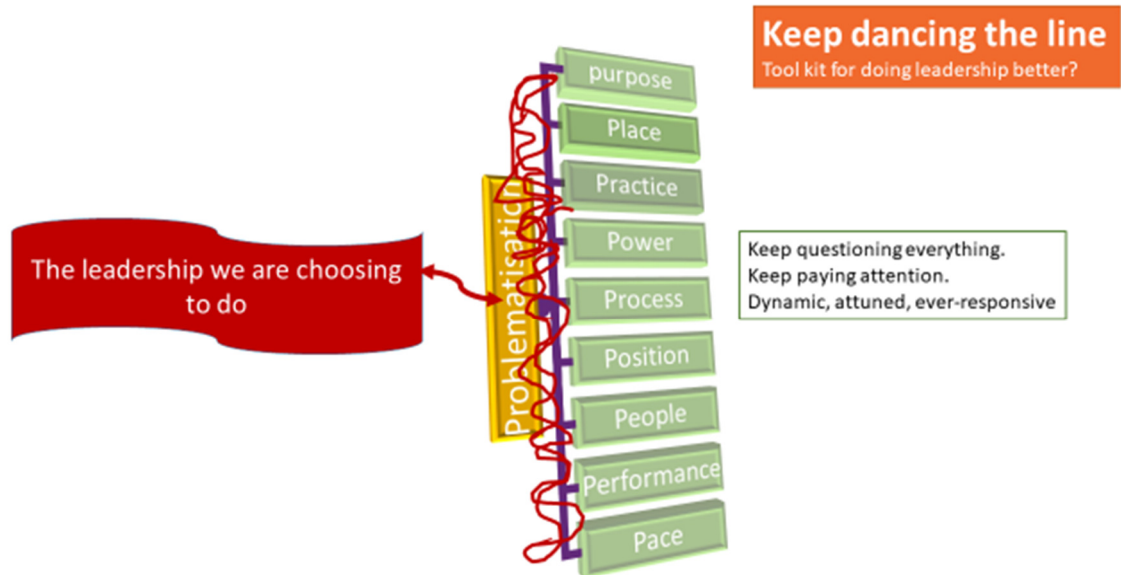 Keep dancing the line
Tool kit for doing leadership better?
purpose
Place
Practice
Power
Process
Position
People
Performance
Pace
Problematisation
The leadership we are choosing
to do
Keep questioning everything.
Keep paying attention.
Dynamic, attuned, ever-responsive